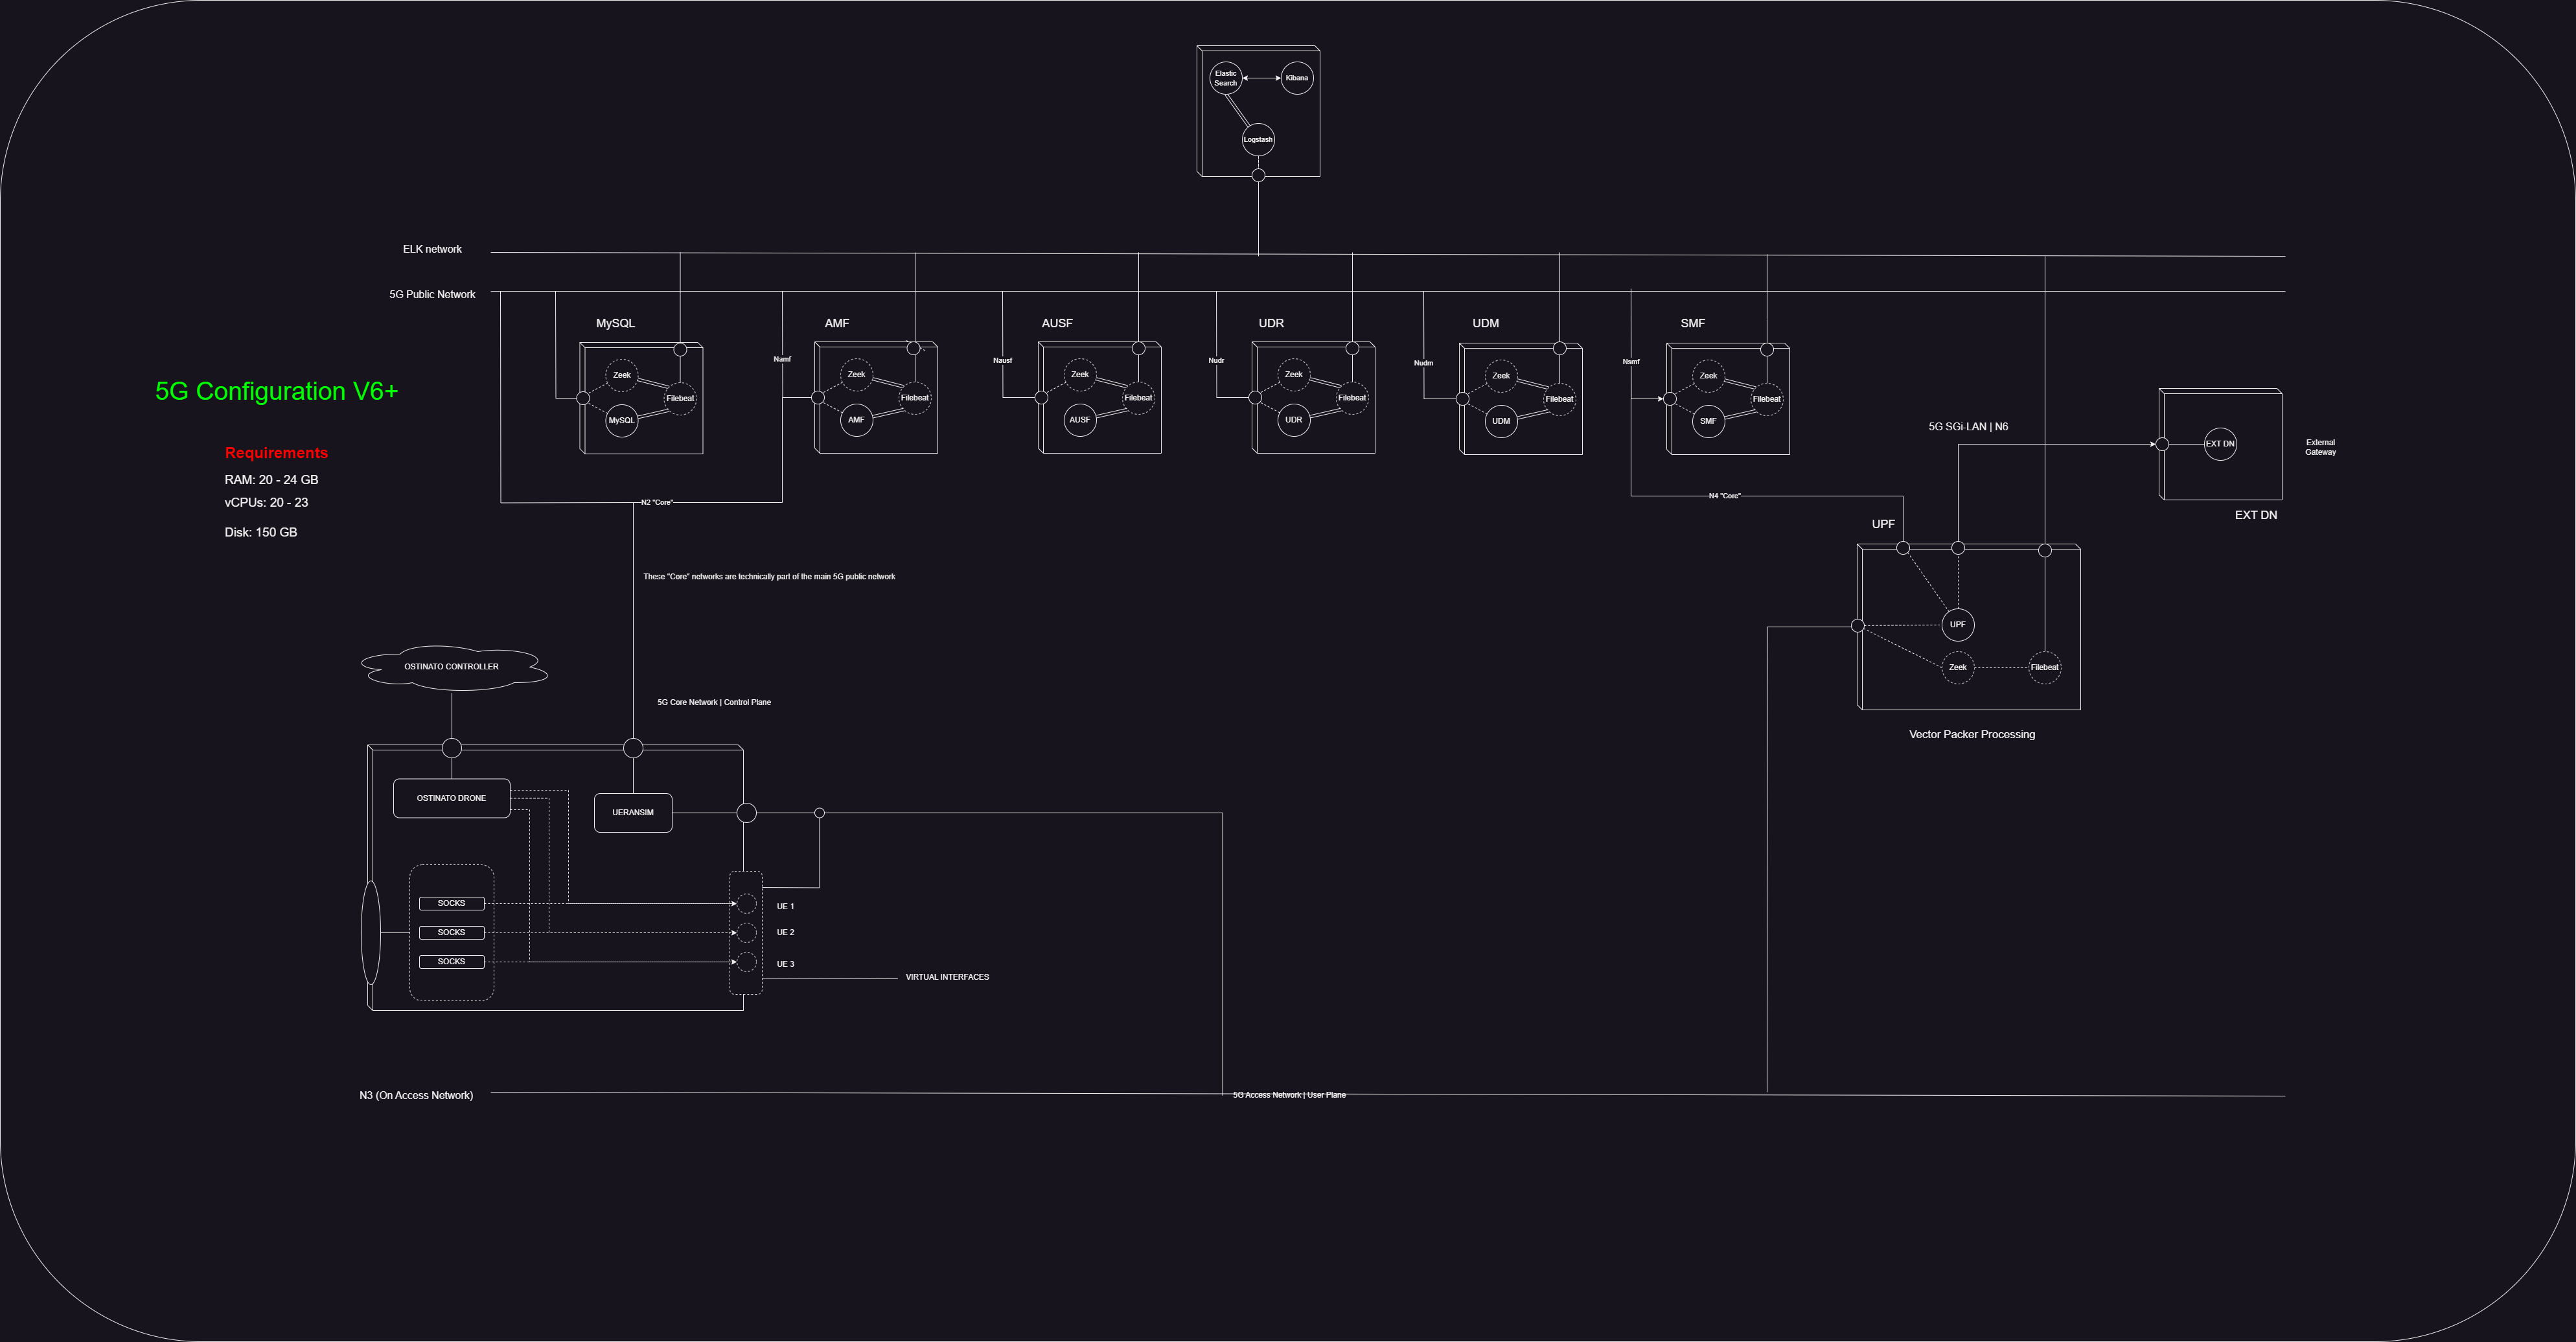 Elastic
Search
Kibana
Logstash
ELK network
5G Public Network
MySQL
AMF
AUSF
UDR
UDM
SMF
Namf
Nausf
Nudr
Nudm
Nsmf
Zeek
Filebeat
MySQL
Zeek
Filebeat
AMF
Zeek
Filebeat
AUSF
Zeek
Filebeat
UDR
Zeek
Filebeat
UDM
Zeek
Filebeat
SMF
5G Configuration V6+
Requirements
RAM: 20 - 24 GB
vCPUs: 20 - 23
Disk: 150 GB
5G SGi-LAN | N6
EXT DN
External
Gateway
EXT DN
N2 "Core"
N4 "Core"
UPF
These "Core" networks are technically part of the main 5G public network
UPF
Zeek
Filebeat
Vector Packer Processing
OSTINATO CONTROLLER
5G Core Network | Control Plane
OSTINATO DRONE
UERANSIM
SOCKS
UE 1
SOCKS
UE 2
SOCKS
UE 3
VIRTUAL INTERFACES
N3 (On Access Network)
5G Access Network | User Plane